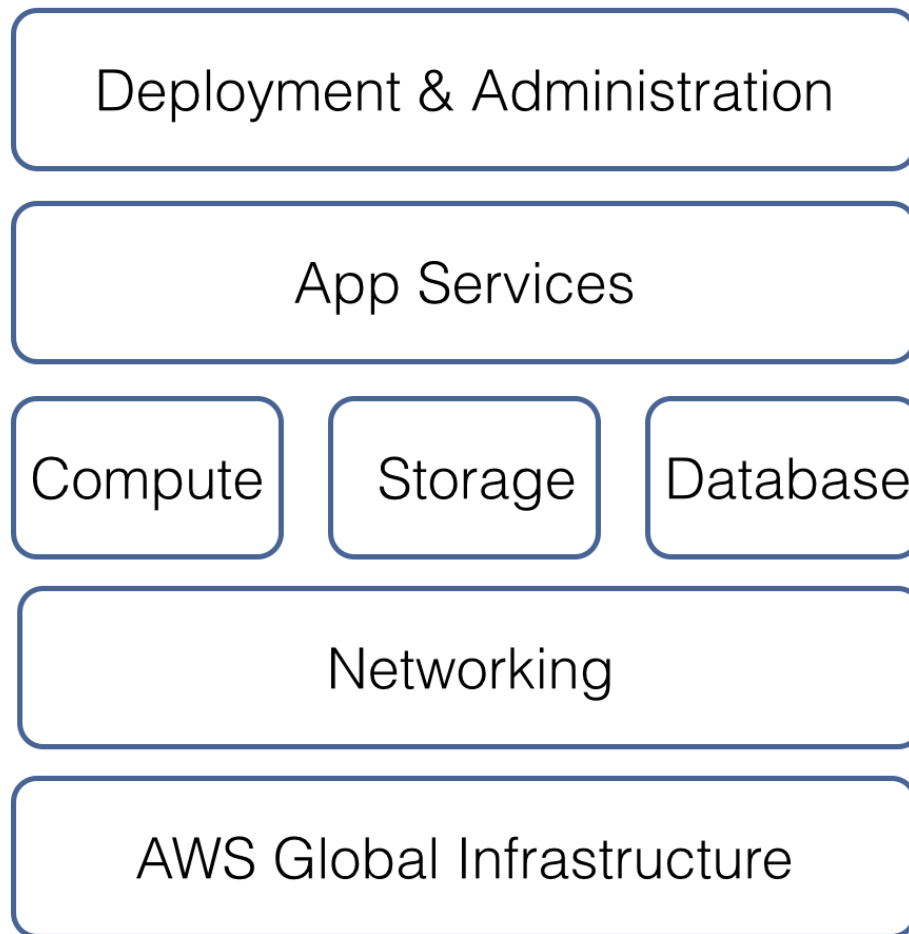 Deployment & Administration
App Services
Compute Storage Database
Networking
AWS Global Infrastructure